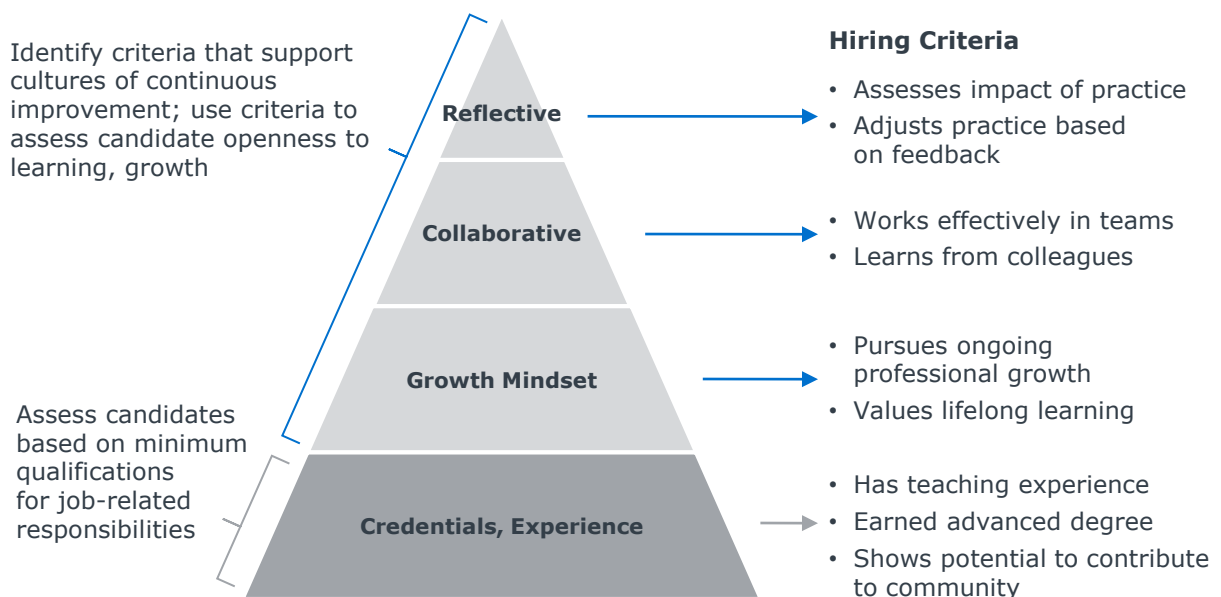 Identify criteria that support
cultures of continuous
improvement; use criteria to
assess candidate openness to
learning, growth
Assess candidates
based on minimum
qualifications
for job-related
responsibilities
Reflective
Collaborative
Growth Mindset
Credentials, Experience
Hiring Criteria
• Assesses impact of practice
• Adjusts practice based
on feedback
• Works effectively in teams
• Learns from colleagues
• Pursues ongoing
professional growth
• Values lifelong learning
• Has teaching experience
• Earned advanced degree
• Shows potential to contribute
to community